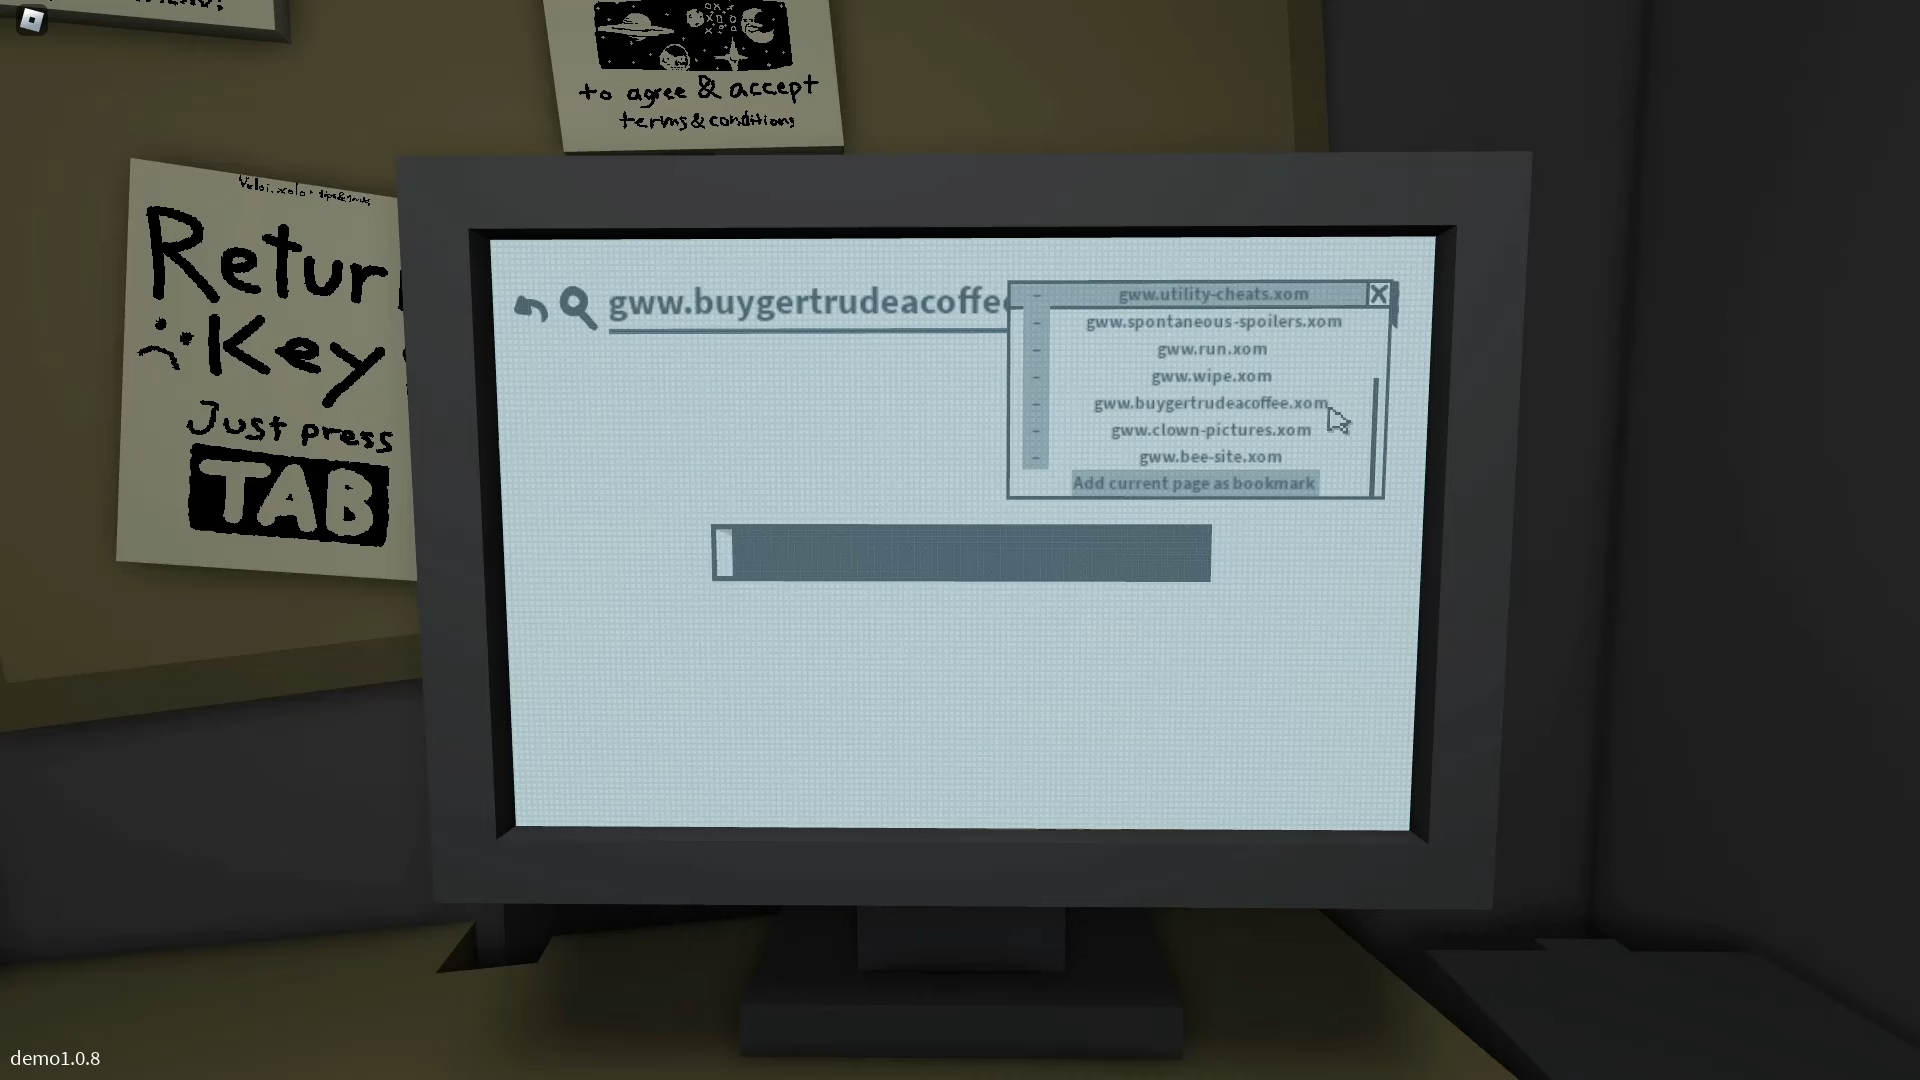 to agree & accept
terms & conditions
Retur
Key
Just press
TAB
gww.buygertrudeacoffee
gww.utility-cheats.xom
gww.spontaneous-spoilers.xom
gww.run.xom
gww.wipe.xom
gww.buygertrudeacoffee.xom
gww.clown-pictures.xom
gww.bee-site.xom
Add current page as bookmark
demo1.0.8